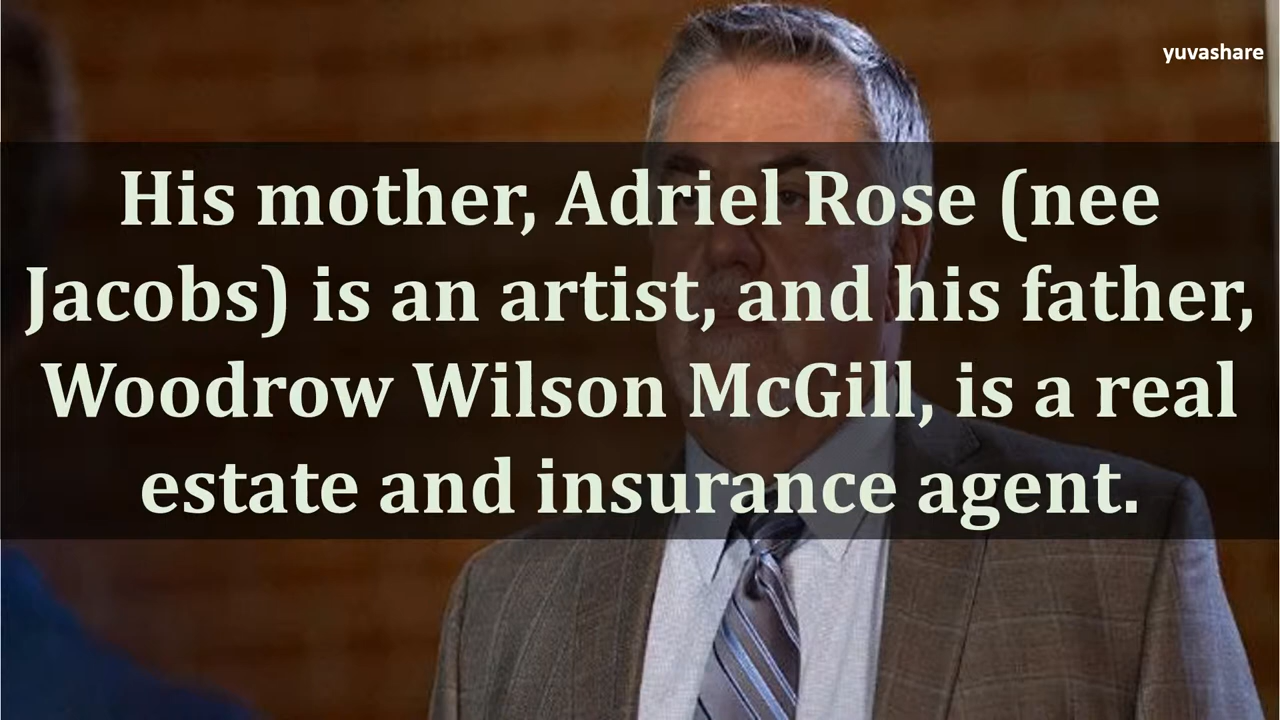 yuvashare
His mother, Adriel Rose (nee
Jacobs) is an artist, and his father,
Woodrow Wilson McGill, is a real
estate and insurance agent.